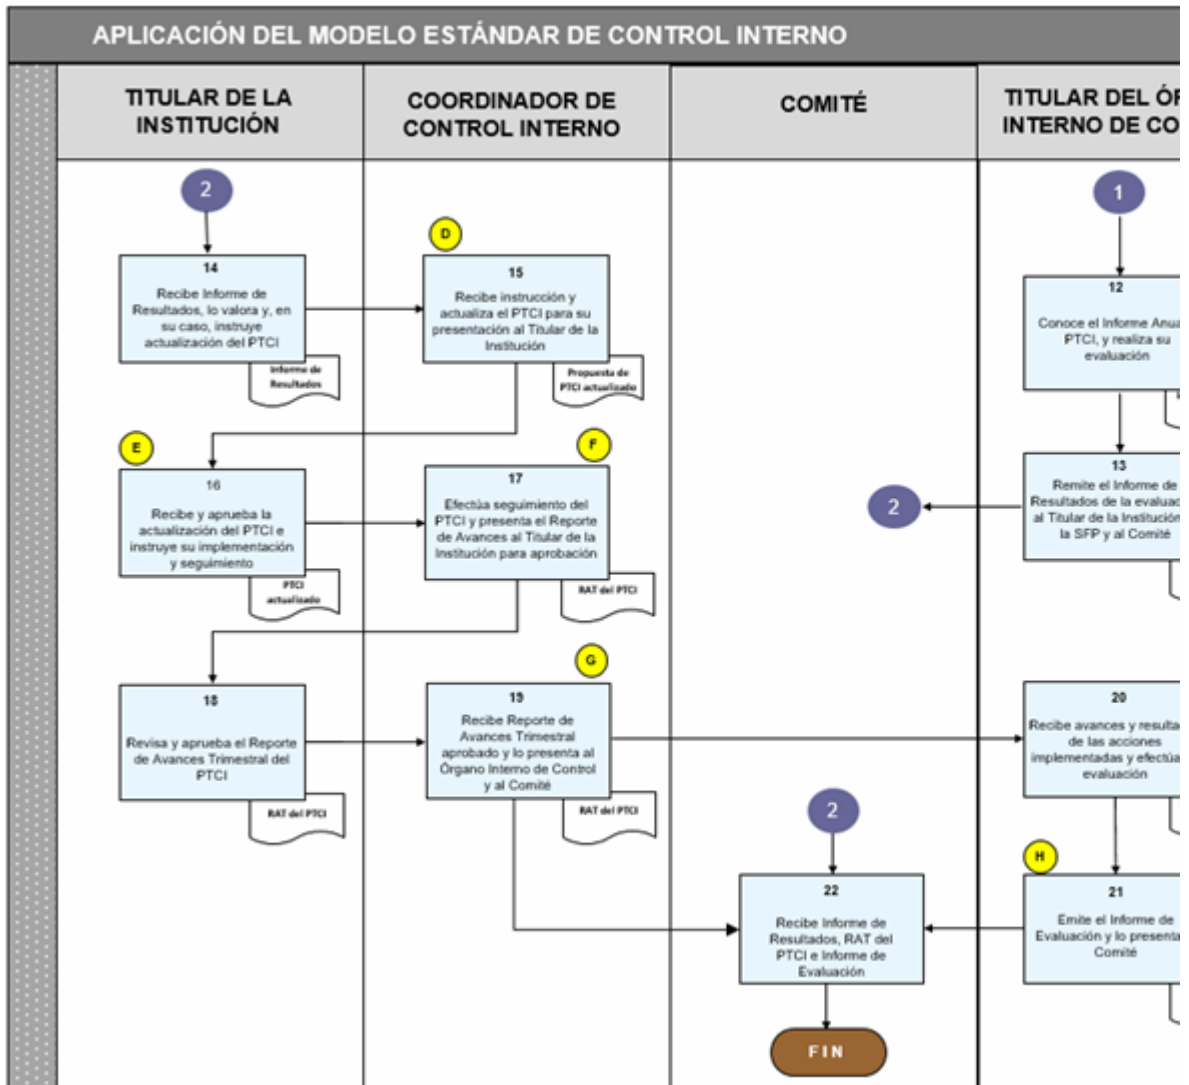 APLICACIÓN DEL MODELO ESTÁNDAR DE CONTROL INTERNO
TITULAR DE LA
INSTITUCIÓN
COORDINADOR DE
CONTROL INTERNO
COMITÉ
TITULAR DEL ÓR
INTERNO DE CO
2
14
Recibe Informe de
Resultados, lo valora y, en
su caso, instruye
actualización del PTCI
Informe de
Resultados
D
15
Recibe instrucción y
actualiza el PTCI para su
presentación al Titular de la
Institución
Propuesta de
PTCI actualizado
1
12
Conoce el Informe Anua
PTCI, y realiza su
evaluación
E
16
Recibe y aprueba la
actualización del PTCI e
instruye su implementación
y seguimiento
PTCI
actualizado
F
17
Efectúa seguimiento del
PTCI y presenta el Reporte
de Avances al Titular de la
Institución para aprobación
RAT del PTCI
2
13
Remite el Informe de
Resultados de la evaluac
al Titular de la Institución
la SFP y al Comité
18
Revisa y aprueba el Reporte
de Avances Trimestral del
PTCI
RAT del PTCI
G
19
Recibe Reporte de
Avances Trimestral
aprobado y lo presenta al
Órgano Interno de Control
y al Comité
RAT del PTCI
20
Recibe avances y resultad
de las acciones
implementadas y efectúa
evaluación
2
22
Recibe Informe de
Resultados, RAT del
PTCI e Informe de
Evaluación
H
21
Emite el Informe de
Evaluación y lo presenta
Comité
FIN